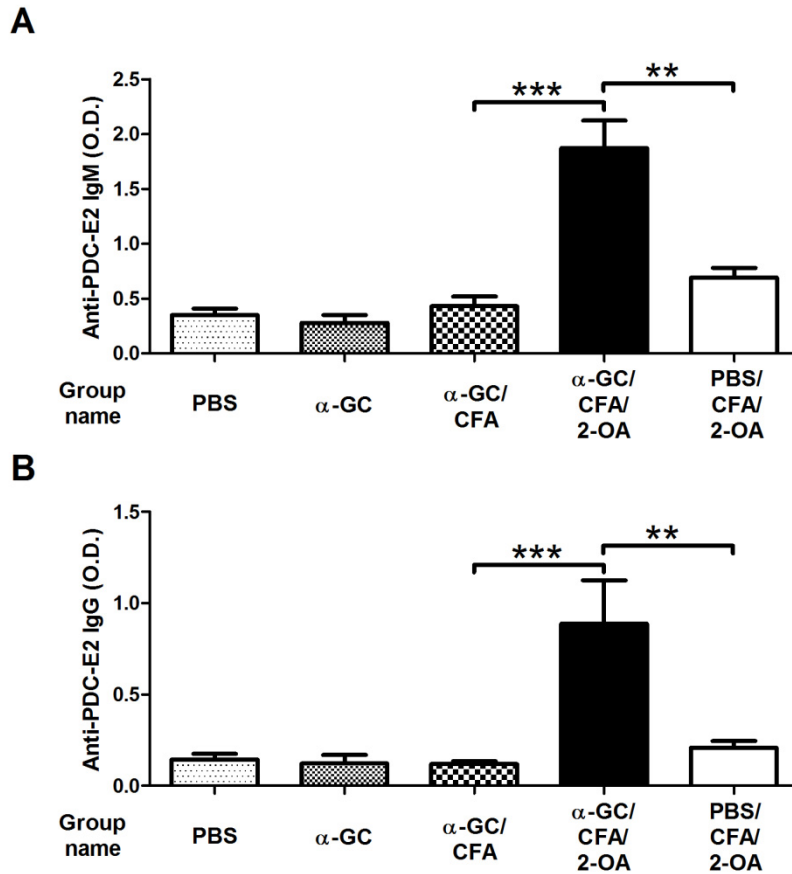 A
Anti-PDC-E2 IgM (O.D.)
2.5
2.0
1.5
1.0
0.5
0.0
***
**
Group
name
PBS
α-GC
α-GC/
CFA
α-GC/
CFA/
2-OA
PBS/
CFA/
2-OA
B
Anti-PDC-E2 IgG (O.D.)
1.5
1.0
0.5
0.0
***
**
Group
name
PBS
α-GC
α-GC/
CFA
α-GC/
CFA/
2-OA
PBS/
CFA/
2-OA